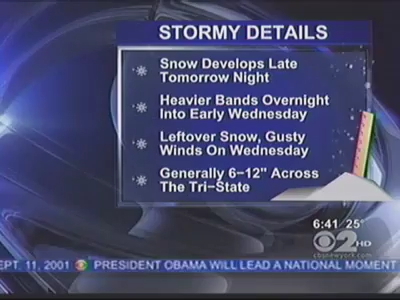 STORMY DETAILS
Snow Develops Late
Tomorrow Night
Heavier Bands Overnight
Into Early Wednesday
Leftover Snow, Gusty
Winds On Wednesday
Generally 6-12" Across
The Tri-State
6:41 25°
2 HD
cbsnewyork.com
EPT. 11, 2001 PRESIDENT OBAMA WILL LEAD A NATIONAL MOMENT